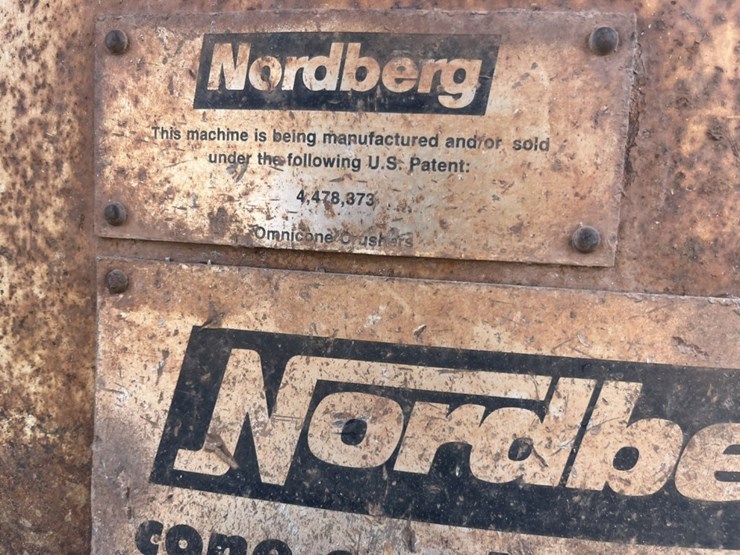 Nordberg
This machine is being manufactured and/or sold
under the following U.S. Patent:
4,478,373
Omnicone Crushers
Nordbe
cone